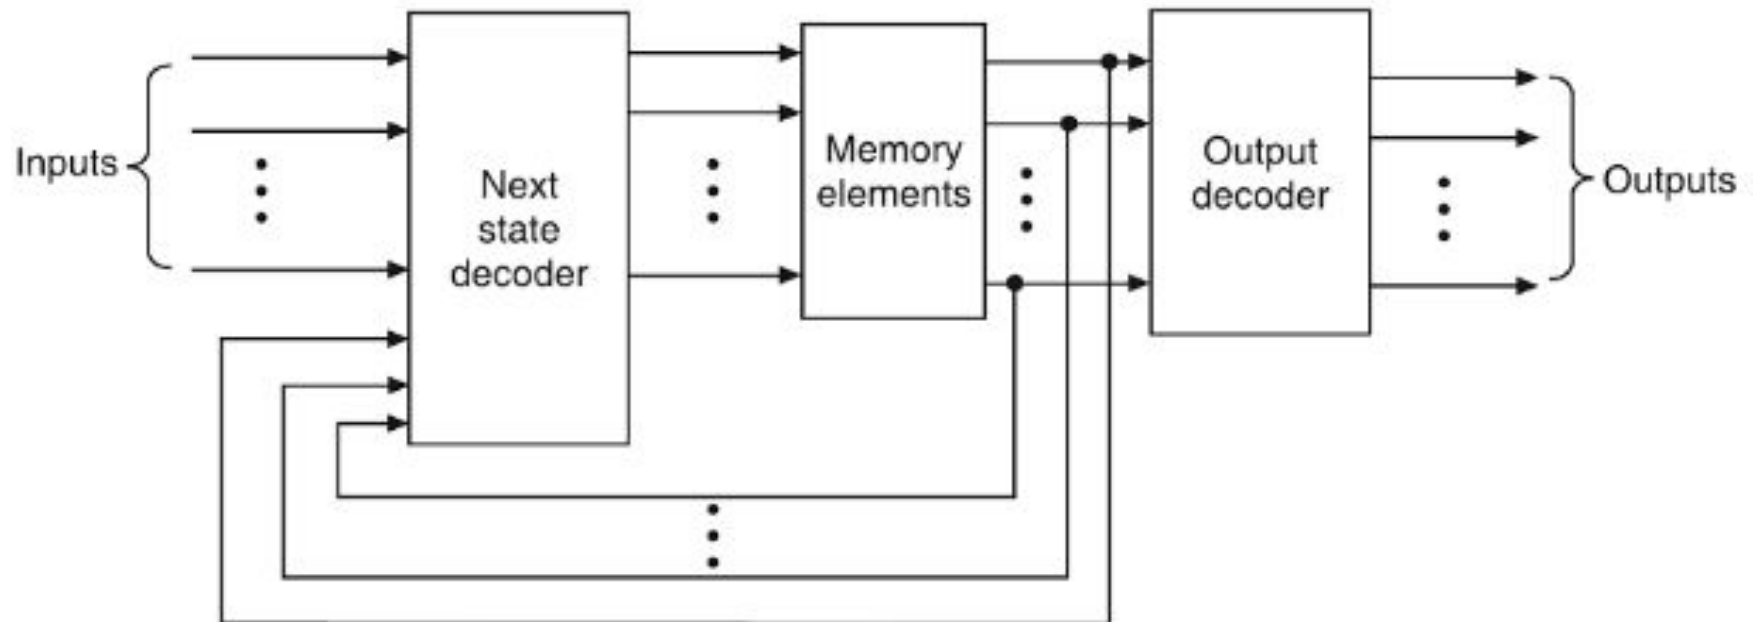 Inputs
Next
state
decoder
Memory
elements
Output
decoder
Outputs